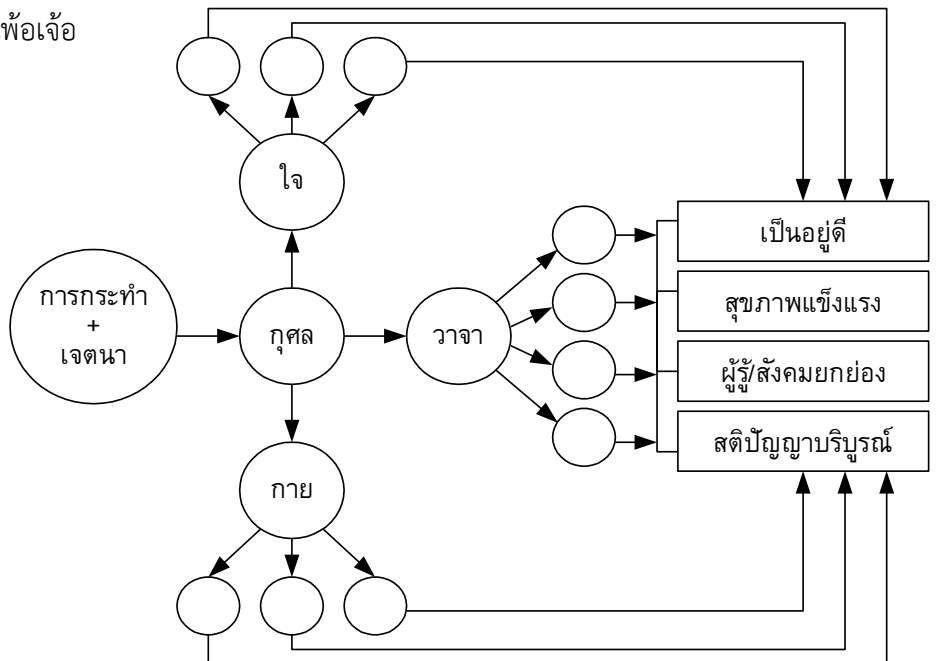 พ้อเจ้อ
ใจ
การกระทำ
+
เจตนา
กุศล
วาจา
กาย
เป็นอยู่ดี
สุขภาพแข็งแรง
ผู้รู้/สังคมยกย่อง
สติปัญญาบริบูรณ์